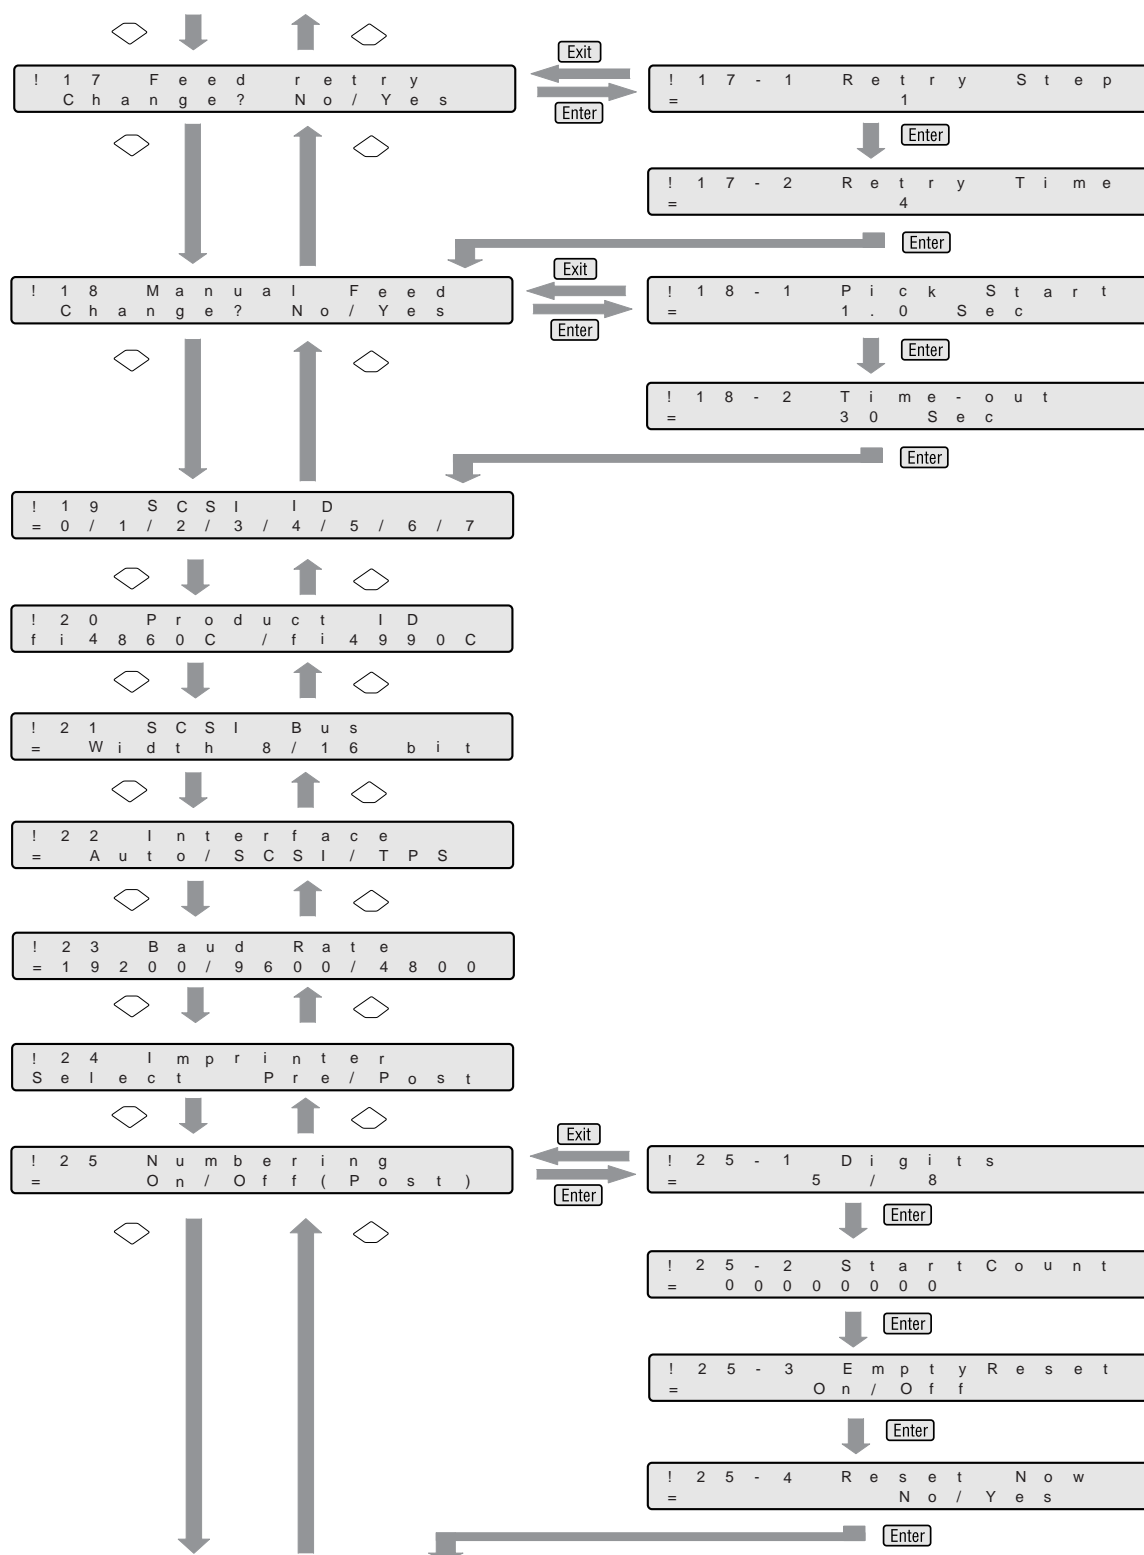 Exit
! 17 Feed retry
Change? No/Yes
Enter
! 17-1 Retry Step
= 1
Enter
! 17-2 Retry Time
= 4
Enter
! 18 Manual Feed
Change? No/Yes
Exit
Enter
! 18-1 Pick Start
= 1.0 Sec
Enter
! 18-2 Time-out
= 30 Sec
Enter
! 19 SCSI ID
=0/1/2/3/4/5/6/7
! 20 Product ID
fi4860C /fi4990C
! 21 SCSI Bus
= Width 8/16 bit
! 22 Interface
= Auto/SCSI/TPS
! 23 Baud Rate
=19200/9600/4800
! 24 Imprinter
Select Pre/Post
! 25 Numbering
= On/Off(Post)
Exit
Enter
! 25-1 Digits
= 5 / 8
Enter
! 25-2 StartCount
= 00000000
Enter
! 25-3 EmptyReset
= On/Off
Enter
! 25-4 Reset Now
= No/Yes
Enter